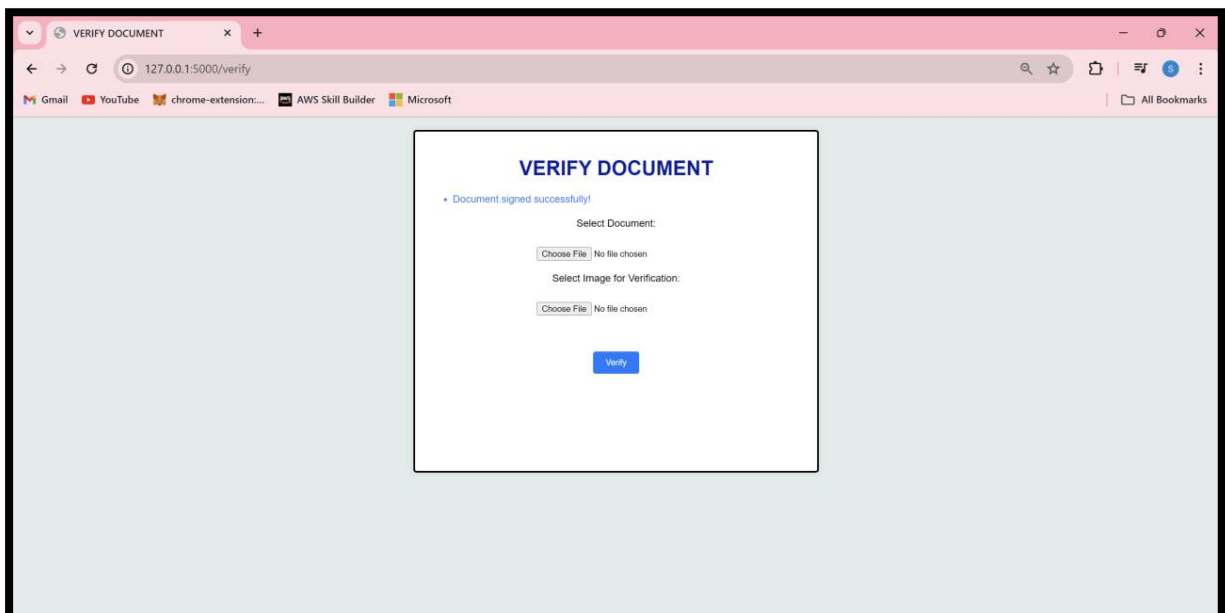 VERIFY DOCUMENT
127.0.0.1:5000/verify
S
Gmail YouTube chrome-extension:... aws AWS Skill Builder Microsoft All Bookmarks
VERIFY DOCUMENT
• Document signed successfully!
Select Document:
Choose File No file chosen
Select Image for Verification:
Choose File No file chosen
Verify